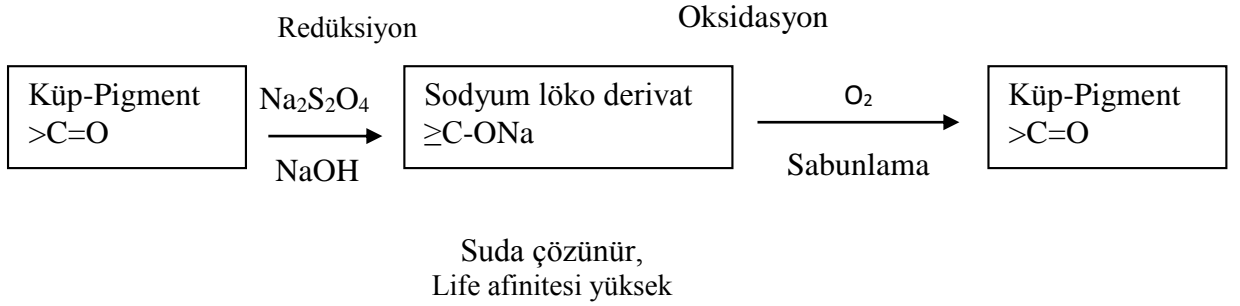 Redüksiyon
Oksidasyon
Küp-Pigment
>C=O
Na₂S₂O₄
NaOH
Sodyum löko derivat
≥C-ONa
O₂
Sabunlama
Küp-Pigment
>C=O
Suda çözünür,
Life afinitesi yüksek